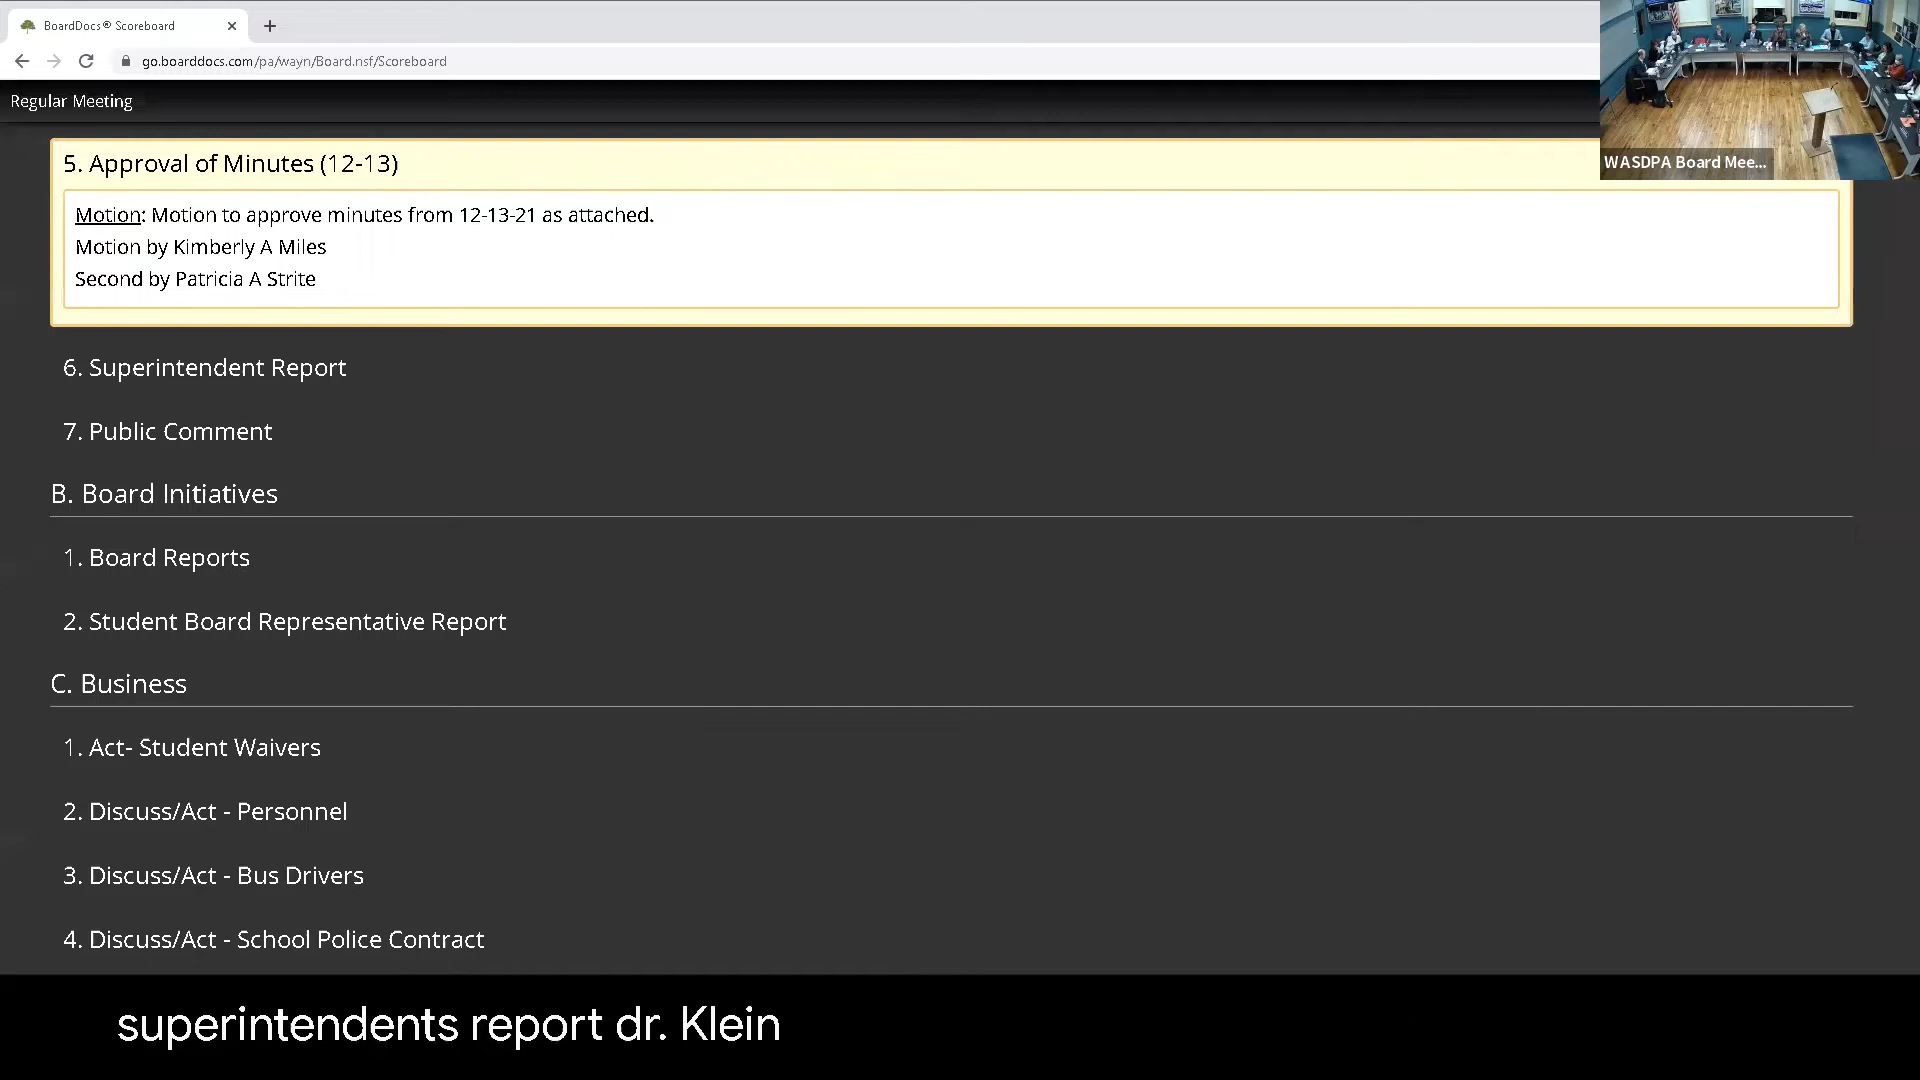 BoardDocs® Scoreboard
go.boarddocs.com/pa/wayn/Board.nsf/Scoreboard
Regular Meeting
WASDPA Board Mee...
5. Approval of Minutes (12-13)
Motion: Motion to approve minutes from 12-13-21 as attached.
Motion by Kimberly A Miles
Second by Patricia A Strite
6. Superintendent Report
7. Public Comment
B. Board Initiatives
1. Board Reports
2. Student Board Representative Report
C. Business
1. Act- Student Waivers
2. Discuss/Act - Personnel
3. Discuss/Act - Bus Drivers
4. Discuss/Act - School Police Contract
superintendents report dr. Klein